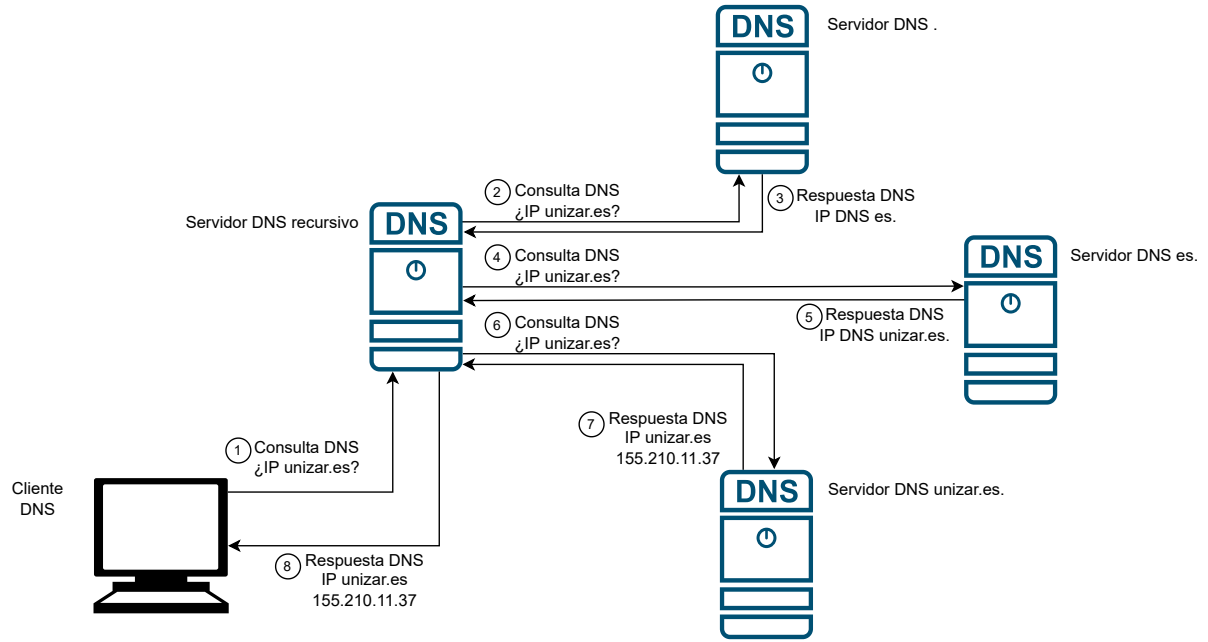 DNS
Servidor DNS .
2
Consulta DNS
¿IP unizar.es?
3
Respuesta DNS
IP DNS es.
Servidor DNS recursivo
DNS
4
Consulta DNS
¿IP unizar.es?
DNS
Servidor DNS es.
5
Respuesta DNS
IP DNS unizar.es.
6
Consulta DNS
¿IP unizar.es?
7
Respuesta DNS
IP unizar.es
155.210.11.37
1
Consulta DNS
¿IP unizar.es?
Cliente
DNS
DNS
Servidor DNS unizar.es.
8
Respuesta DNS
IP unizar.es
155.210.11.37